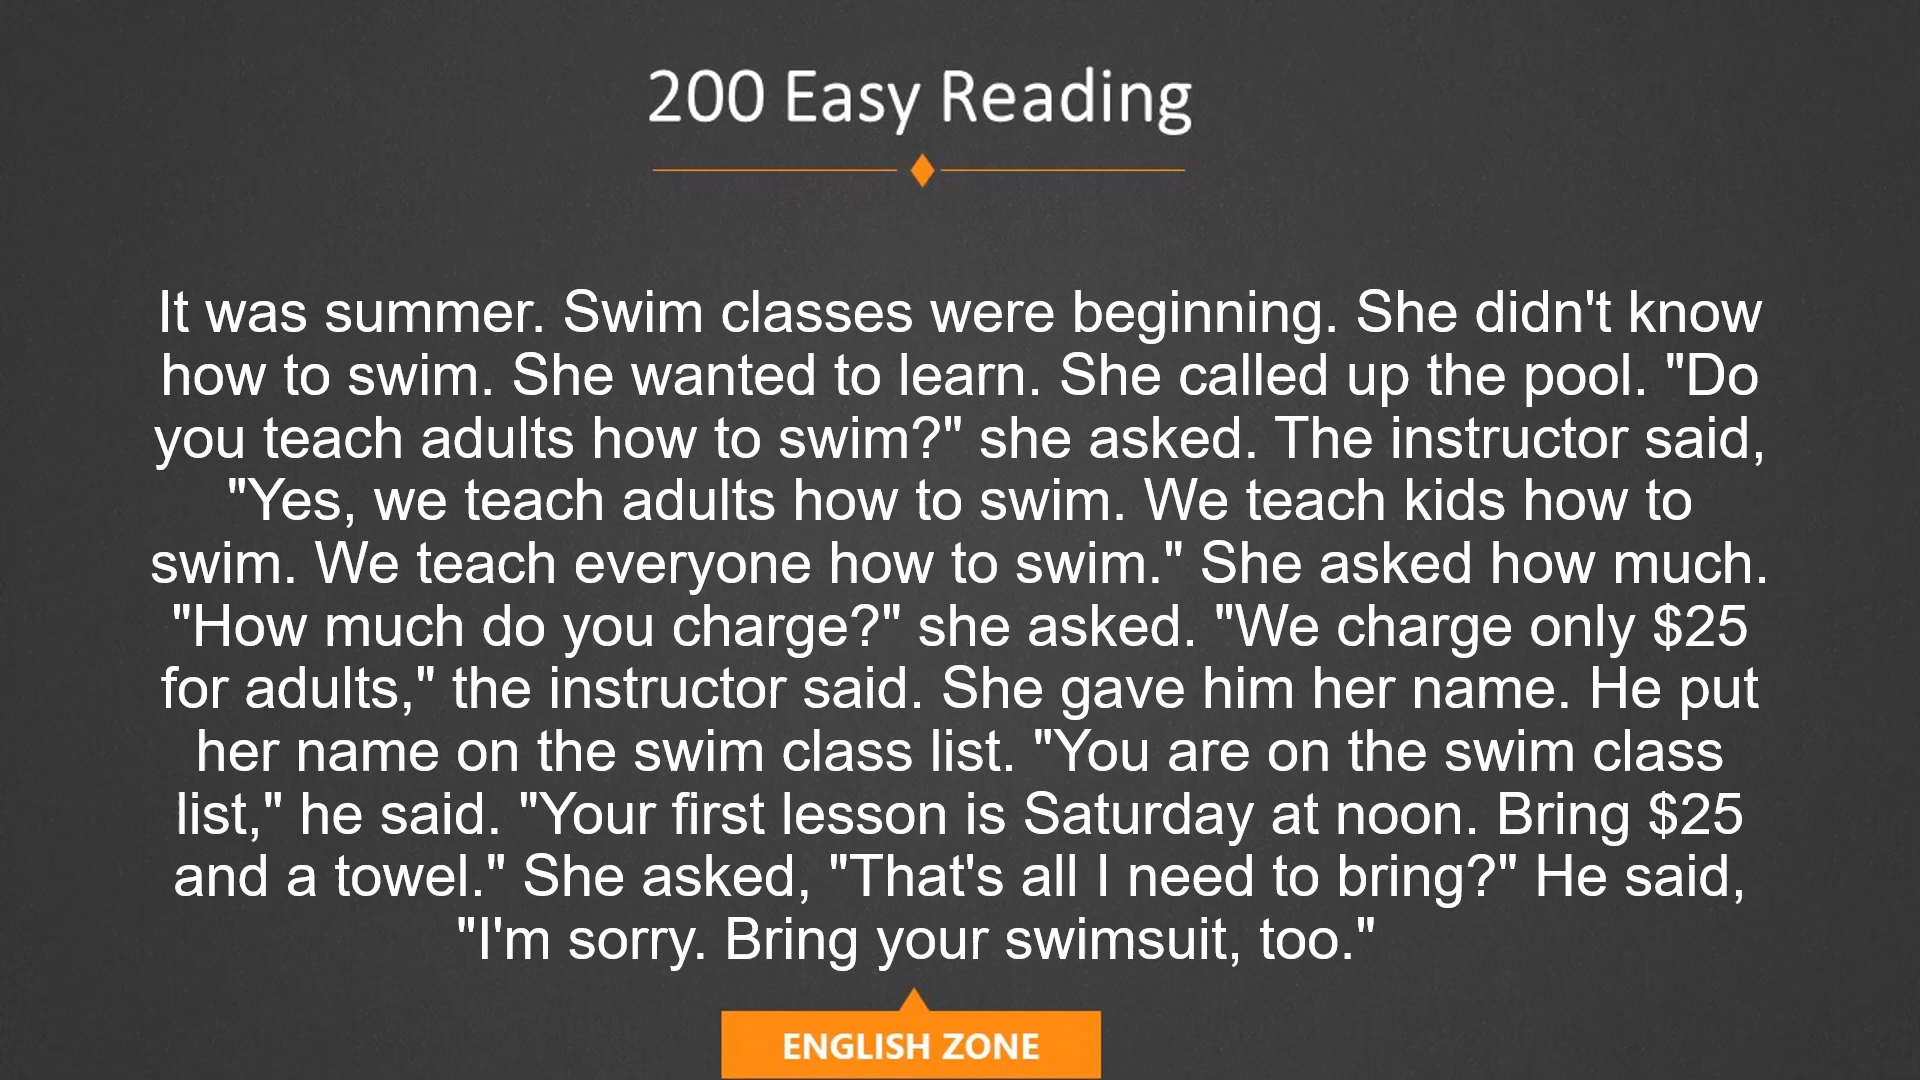 200 Easy Reading
It was summer. Swim classes were beginning. She didn't know
how to swim. She wanted to learn. She called up the pool. "Do
you teach adults how to swim?" she asked. The instructor said,
"Yes, we teach adults how to swim. We teach kids how to
swim. We teach everyone how to swim." She asked how much.
"How much do you charge?" she asked. "We charge only $25
for adults," the instructor said. She gave him her name. He put
her name on the swim class list. "You are on the swim class
list," he said. "Your first lesson is Saturday at noon. Bring $25
and a towel." She asked, "That's all I need to bring?" He said,
"I'm sorry. Bring your swimsuit, too."
ENGLISH ZONE